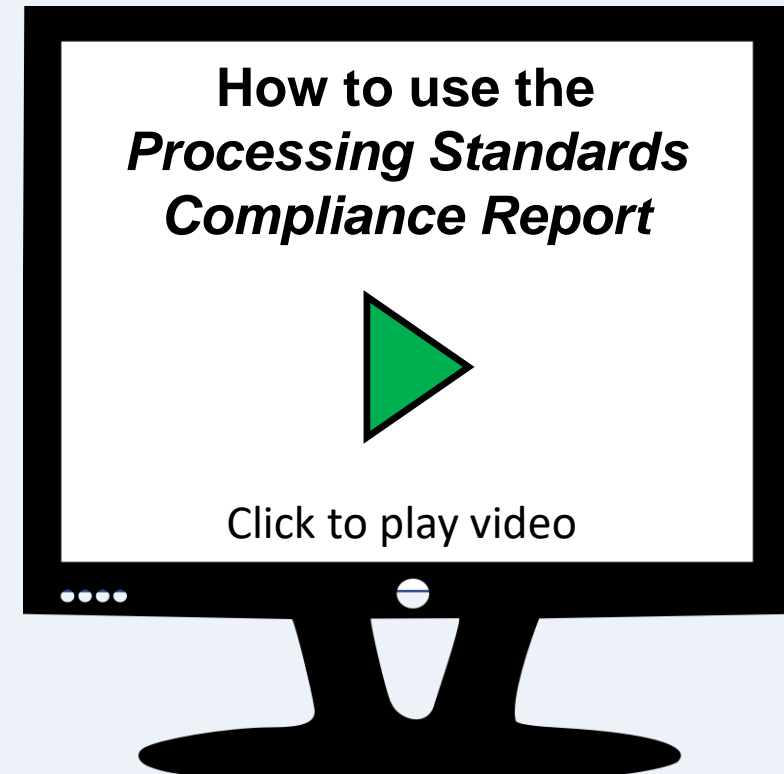 How to use the
Processing Standards
Compliance Report
Click to play video